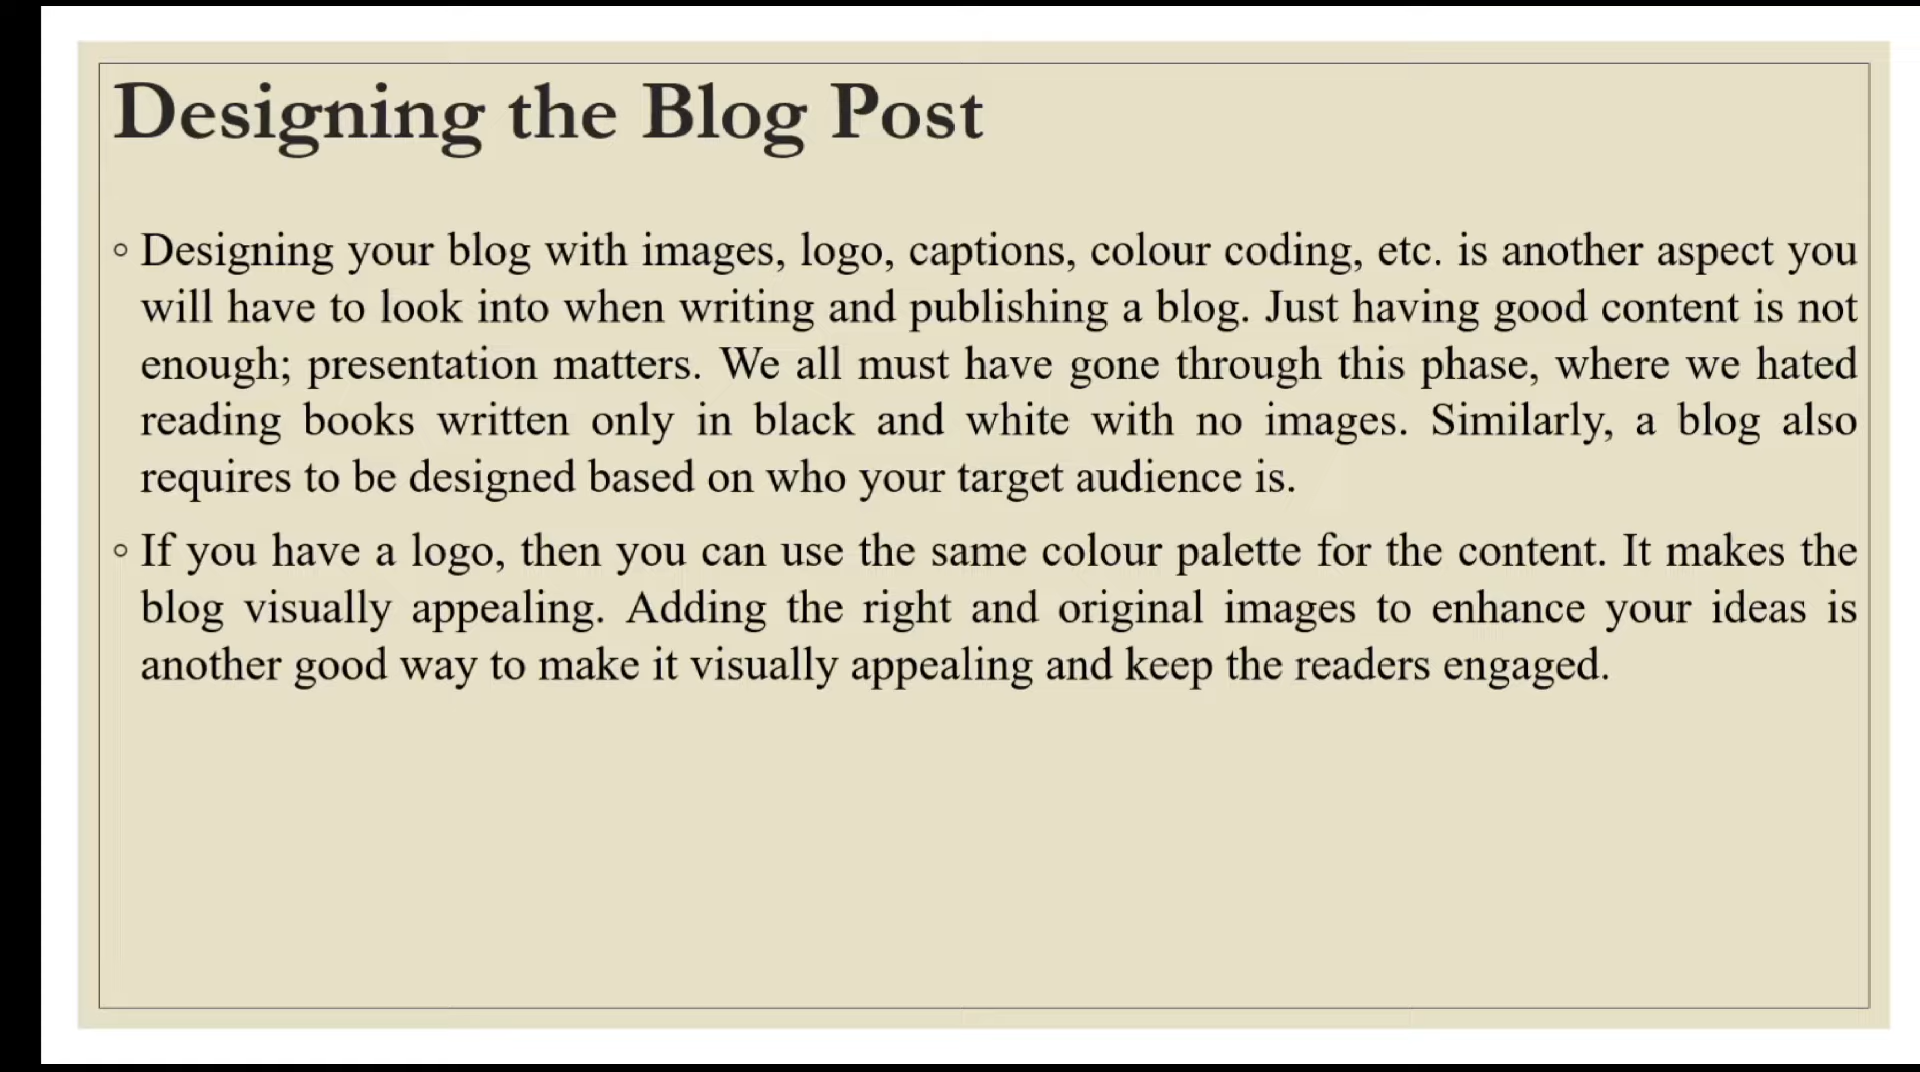 Designing the Blog Post
◦ Designing your blog with images, logo, captions, colour coding, etc. is another aspect you
will have to look into when writing and publishing a blog. Just having good content is not
enough; presentation matters. We all must have gone through this phase, where we hated
reading books written only in black and white with no images. Similarly, a blog also
requires to be designed based on who your target audience is.
◦ If you have a logo, then you can use the same colour palette for the content. It makes the
blog visually appealing. Adding the right and original images to enhance your ideas is
another good way to make it visually appealing and keep the readers engaged.